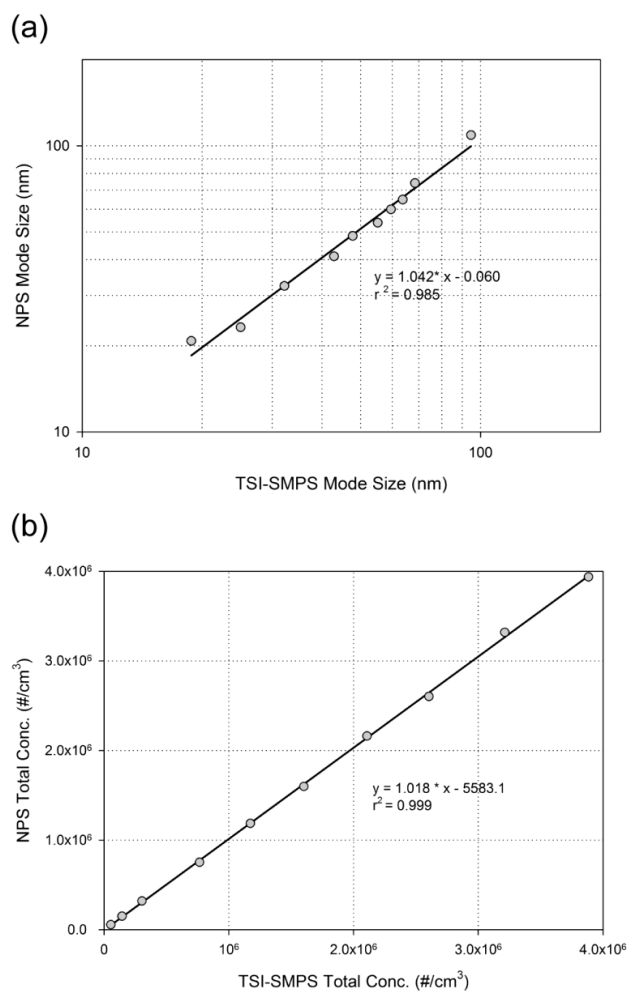 (a)
100
10
NPS Mode Size (nm)
y = 1.042* x - 0.060
r ² = 0.985
10
100
TSI-SMPS Mode Size (nm)
(b)
4.0x10⁶
3.0x10⁶
2.0x10⁶
1.0x10⁶
0.0
NPS Total Conc. (#/cm³)
y = 1.018 * x - 5583.1
r² = 0.999
0
10⁶
2.0x10⁶
3.0x10⁶
4.0x10⁶
TSI-SMPS Total Conc. (#/cm³)